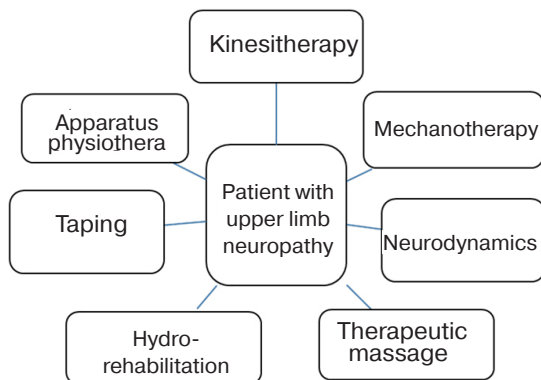 Kinesitherapy
Apparatus
physiothera
Mechanotherapy
Patient with
upper limb
neuropathy
Taping
Neurodynamics
Hydro-
rehabilitation
Therapeutic
massage